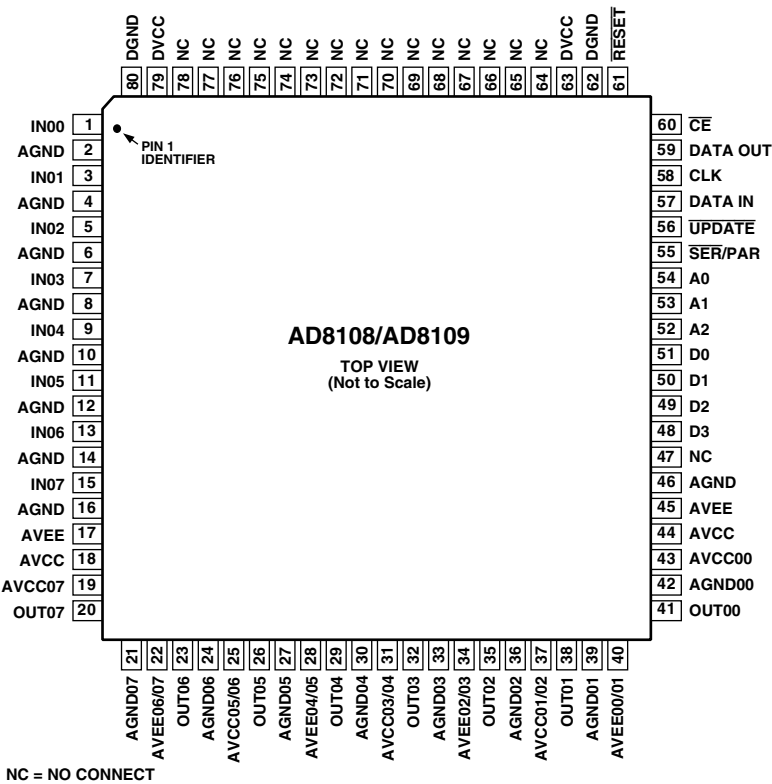 80 DGND
79 DVCC
78 NC
77 NC
76 NC
75 NC
74 NC
73 NC
72 NC
71 NC
70 NC
69 NC
68 NC
67 NC
66 NC
65 NC
64 NC
63 DVCC
62 DGND
61 R̅E̅S̅E̅T̅
IN00 1
AGND 2
IN01 3
AGND 4
IN02 5
AGND 6
IN03 7
AGND 8
IN04 9
AGND 10
IN05 11
AGND 12
IN06 13
AGND 14
IN07 15
AGND 16
AVEE 17
AVCC 18
AVCC07 19
OUT07 20
PIN 1
IDENTIFIER
AD8108/AD8109
TOP VIEW
(Not to Scale)
60 C̅E̅
59 DATA OUT
58 CLK
57 DATA IN
56 U̅P̅D̅A̅T̅E̅
55 S̅E̅R̅/PAR
54 A0
53 A1
52 A2
51 D0
50 D1
49 D2
48 D3
47 NC
46 AGND
45 AVEE
44 AVCC
43 AVCC00
42 AGND00
41 OUT00
21 AGND07
22 AVEE06/07
23 OUT06
24 AGND06
25 AVCC05/06
26 OUT05
27 AGND05
28 AVEE04/05
29 OUT04
30 AGND04
31 AVCC03/04
32 OUT03
33 AGND03
34 AVEE02/03
35 OUT02
36 AGND02
37 AVCC01/02
38 OUT01
39 AGND01
40 AVEE00/01
NC = NO CONNECT